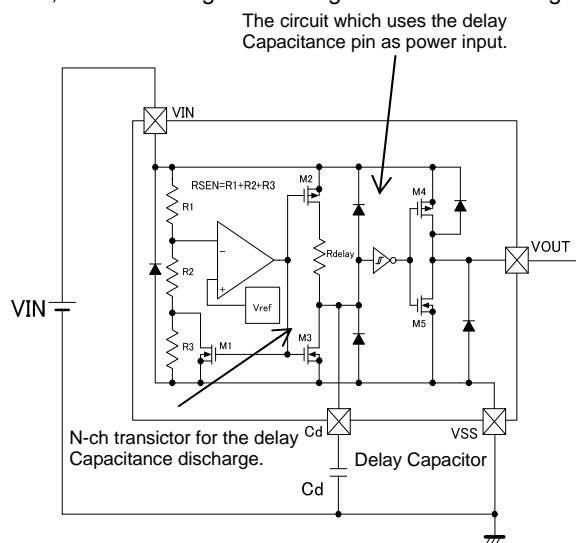 The circuit which uses the delay
Capacitance pin as power input.
VIN
RSEN=R1+R2+R3
M2
M4
R1
Rdelay
VOUT
R2
Vref
VIN
R3
M1
M3
M5
Cd
VSS
N-ch transictor for the delay
Capacitance discharge.
Delay Capacitor
Cd